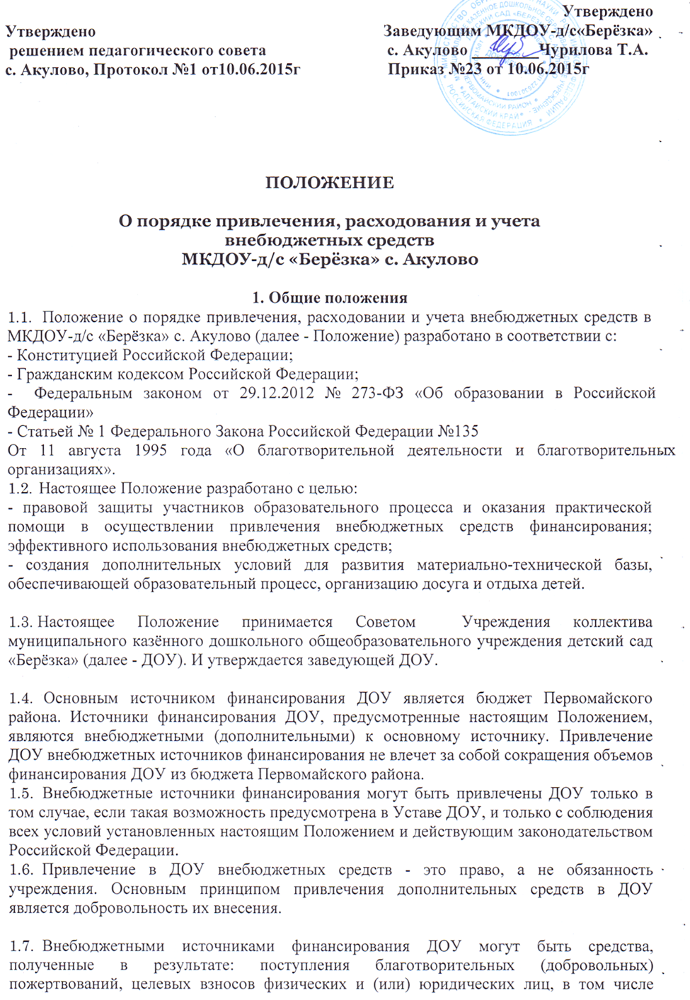 Утверждено
решением педагогического совета
с. Акулово, Протокол №1 от10.06.2015г
Утверждено
Заведующим МКДОУ-д/с«Берёзка»
с. Акулово ________ Чурилова Т.А.
Приказ №23 от 10.06.2015г
ПОЛОЖЕНИЕ
О порядке привлечения, расходования и учета
внебюджетных средств
МКДОУ-д/с «Берёзка» с. Акулово
1. Общие положения
1.1. Положение о порядке привлечения, расходовании и учета внебюджетных средств в
МКДОУ-д/с «Берёзка» с. Акулово (далее - Положение) разработано в соответствии с:
- Конституцией Российской Федерации;
- Гражданским кодексом Российской Федерации;
- Федеральным законом от 29.12.2012 № 273-ФЗ «Об образовании в Российской
Федерации»
- Статьей № 1 Федерального Закона Российской Федерации №135
От 11 августа 1995 года «О благотворительной деятельности и благотворительных
организациях».
1.2. Настоящее Положение разработано с целью:
- правовой защиты участников образовательного процесса и оказания практической
помощи в осуществлении привлечения внебюджетных средств финансирования;
эффективного использования внебюджетных средств;
- создания дополнительных условий для развития материально-технической базы,
обеспечивающей образовательный процесс, организацию досуга и отдыха детей.
1.3. Настоящее Положение принимается Советом Учреждения коллектива
муниципального казённого дошкольного общеобразовательного учреждения детский сад
«Берёзка» (далее - ДОУ). И утверждается заведующей ДОУ.
1.4. Основным источником финансирования ДОУ является бюджет Первомайского
района. Источники финансирования ДОУ, предусмотренные настоящим Положением,
являются внебюджетными (дополнительными) к основному источнику. Привлечение
ДОУ внебюджетных источников финансирования не влечет за собой сокращения объемов
финансирования ДОУ из бюджета Первомайского района.
1.5. Внебюджетные источники финансирования могут быть привлечены ДОУ только в
том случае, если такая возможность предусмотрена в Уставе ДОУ, и только с соблюдения
всех условий установленных настоящим Положением и действующим законодательством
Российской Федерации.
1.6. Привлечение в ДОУ внебюджетных средств - это право, а не обязанность
учреждения. Основным принципом привлечения дополнительных средств в ДОУ
является добровольность их внесения.
1.7. Внебюджетными источниками финансирования ДОУ могут быть средства,
полученные в результате: поступления благотворительных (добровольных)
пожертвований, целевых взносов физических и (или) юридических лиц, в том числе
РОССИЙСКАЯ ФЕДЕРАЦИЯ
АЛТАЙСКИЙ КРАЙ
ПЕРВОМАЙСКИЙ РАЙОН